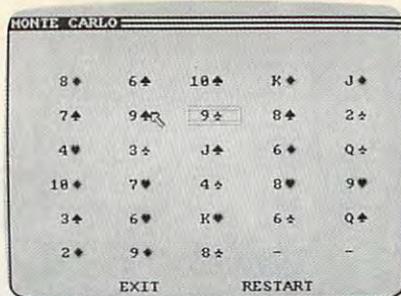 MONTE CARLO
8♦ 6♠ 10♠ K♦ J♦
7♠ 9♠ 9♣ 8♠ 2♣
4♥ 3♣ J♠ 6♦ Q♣
10♦ 7♥ 4♣ 8♥ 9♥
3♠ 6♥ K♥ 6♣ Q♠
2♦ 9♦ 8♣ - -
EXIT RESTART